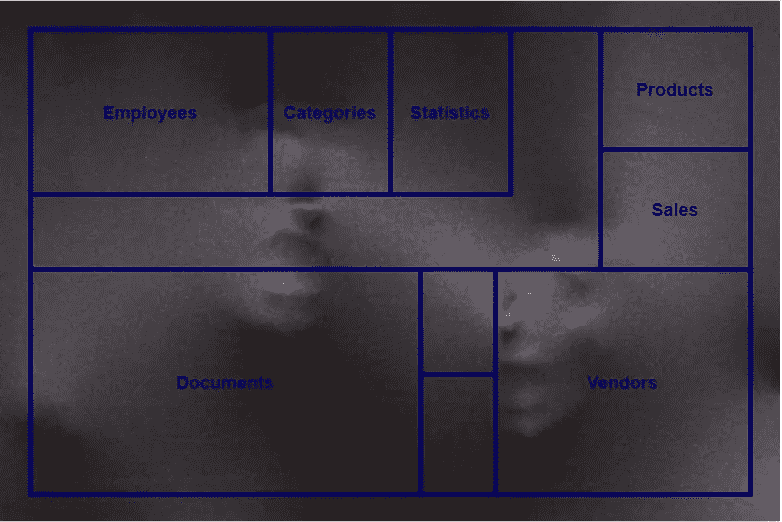 Employees
Categories
Statistics
Products
Sales
Documents
Vendors